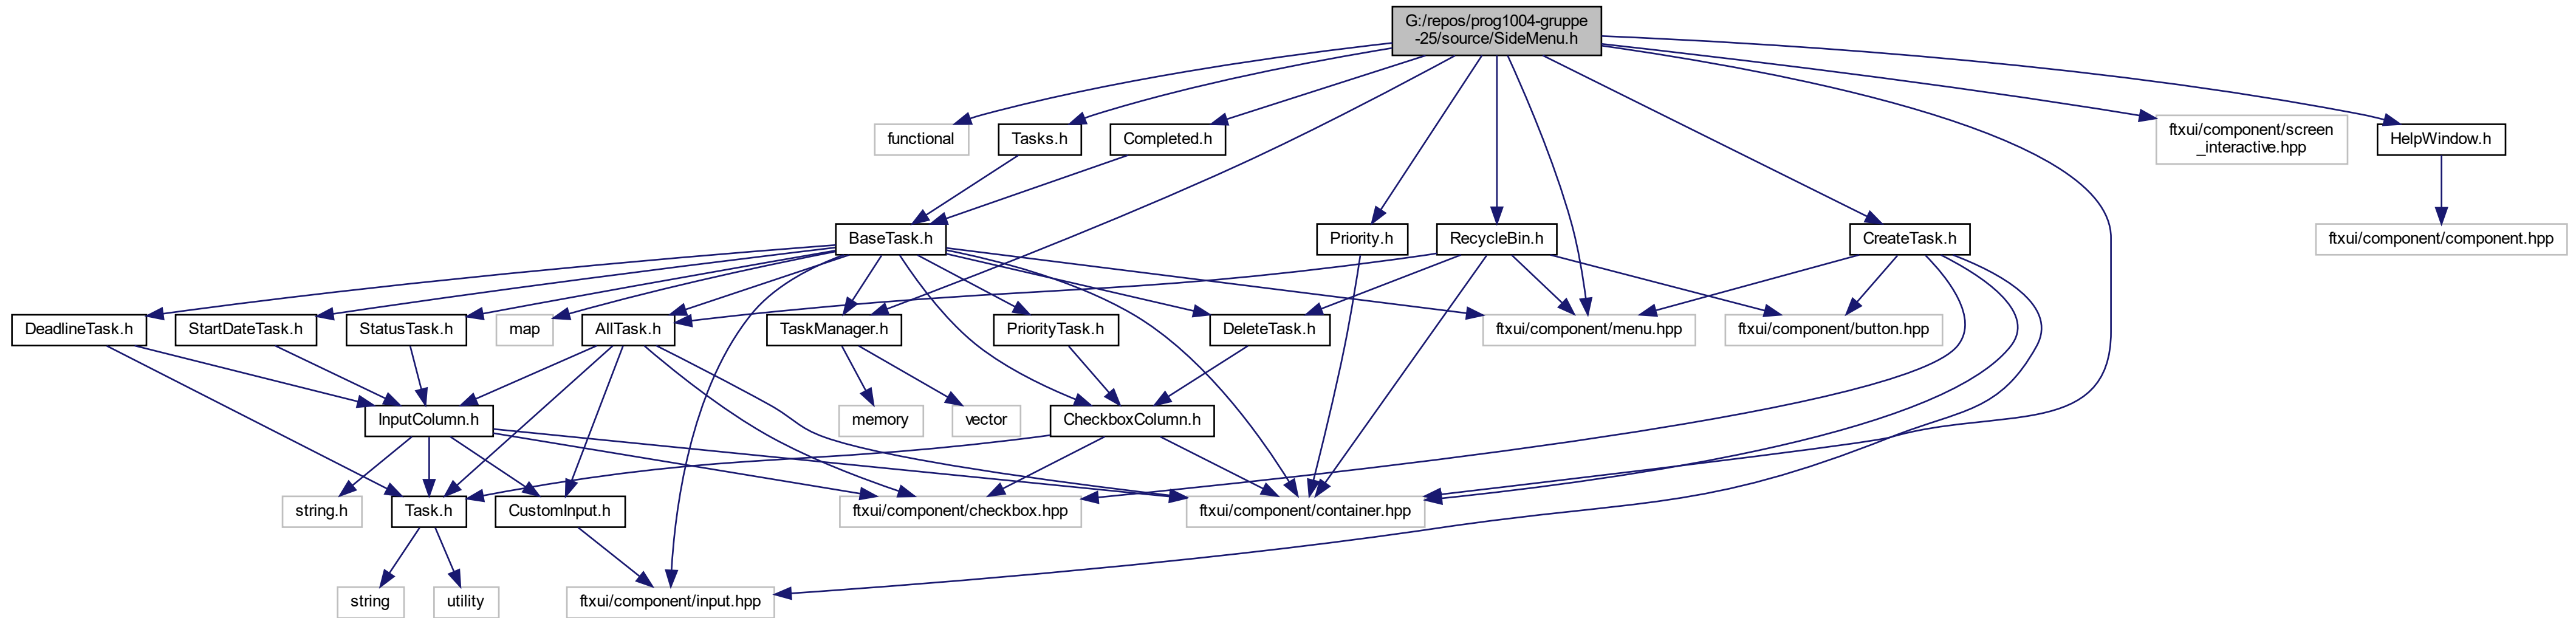 G:/repos/prog1004-gruppe
-25/source/SideMenu.h
functional
Tasks.h
Completed.h
ftxui/component/screen
_interactive.hpp
HelpWindow.h
BaseTask.h
Priority.h
RecycleBin.h
CreateTask.h
ftxui/component/component.hpp
DeadlineTask.h
StartDateTask.h
StatusTask.h
map
AllTask.h
TaskManager.h
PriorityTask.h
DeleteTask.h
ftxui/component/menu.hpp
ftxui/component/button.hpp
InputColumn.h
memory
vector
CheckboxColumn.h
string.h
Task.h
CustomInput.h
ftxui/component/checkbox.hpp
ftxui/component/container.hpp
string
utility
ftxui/component/input.hpp